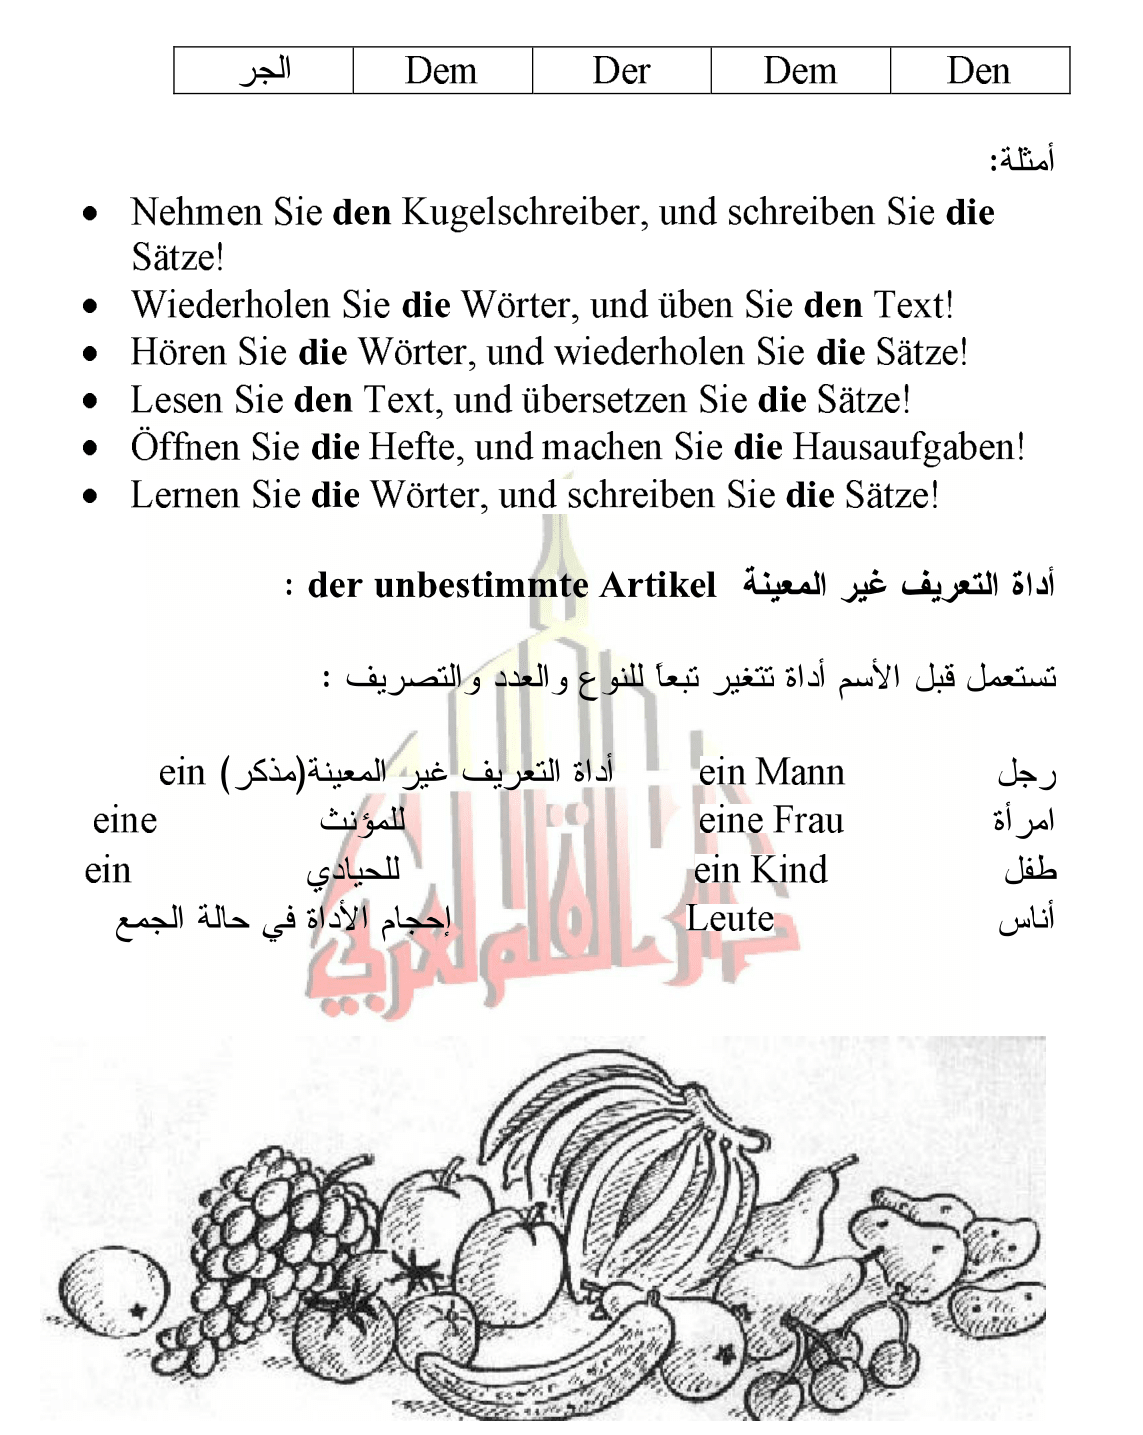 الجر Dem Der Dem Den
أمثلة:
• Nehmen Sie den Kugelschreiber, und schreiben Sie die
Sätze!
• Wiederholen Sie die Wörter, und üben Sie den Text!
• Hören Sie die Wörter, und wiederholen Sie die Sätze!
• Lesen Sie den Text, und übersetzen Sie die Sätze!
• Öffnen Sie die Hefte, und machen Sie die Hausaufgaben!
• Lernen Sie die Wörter, und schreiben Sie die Sätze!
أداة التعريف غير المعينة der unbestimmte Artikel :
تستعمل قبل الأسم أداة تتغير تبعاً للنوع والعدد والتصريف :
رجل ein Mann أداة التعريف غير المعينة(مذكر) ein
امرأة eine Frau للمؤنث eine
طفل ein Kind للحيادي ein
أناس Leute إحجام الأداة في حالة الجمع
دار القلم العربي